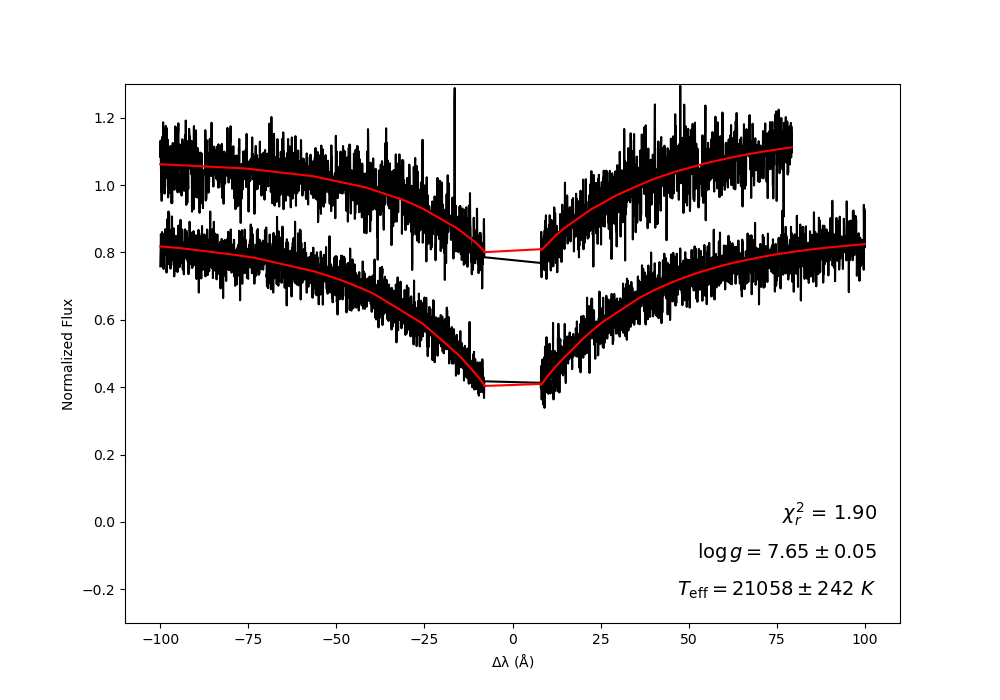 1.2
1.0
0.8
0.6
0.4
0.2
0.0
−0.2
Normalized Flux
χ²ᵣ = 1.90
log g = 7.65 ± 0.05
T_eff = 21058 ± 242 K
−100 −75 −50 −25 0 25 50 75 100
Δλ (Å)